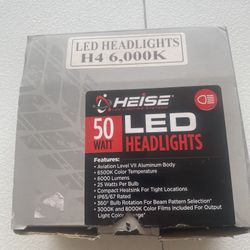 LED HEADLIGHTS
H4 6,000K
HEISE
50 WATT
LED
HEADLIGHTS
Features:
• Aviation Level VII Aluminum Body
• 6500K Color Temperature
• 6000 Lumens
• 25 Watts Per Bulb
• Compact Heatsink For Tight Locations
• IP65/67 Rated
• 360° Bulb Rotation For Beam Pattern Selection*
• 3000K and 8000K Color Films Included For Output
Light Color